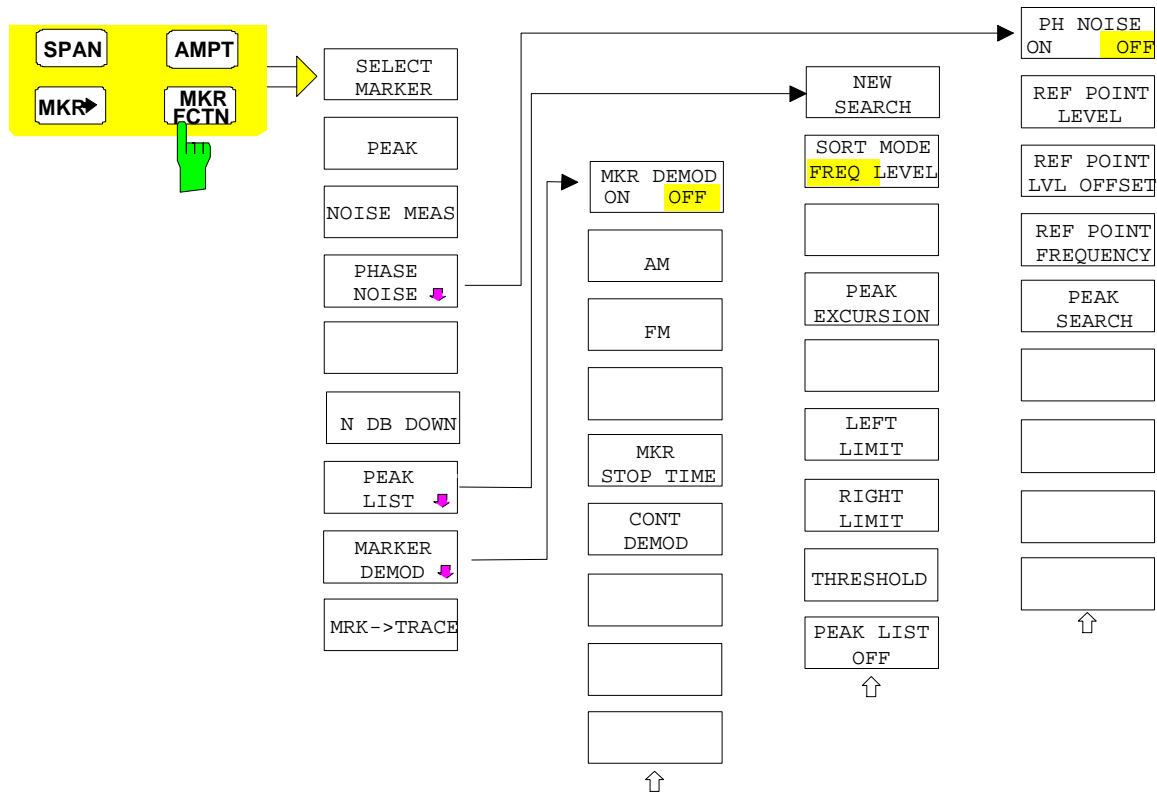 SPAN
AMPT
MKR
MKR
FCTN
SELECT
MARKER
PEAK
NOISE MEAS
PHASE
NOISE
N DB DOWN
PEAK
LIST
MARKER
DEMOD
MRK->TRACE
MKR DEMOD
ON OFF
AM
FM
MKR
STOP TIME
CONT
DEMOD
NEW
SEARCH
SORT MODE
FREQ LEVEL
PEAK
EXCURSION
LEFT
LIMIT
RIGHT
LIMIT
THRESHOLD
PEAK LIST
OFF
PH NOISE
ON OFF
REF POINT
LEVEL
REF POINT
LVL OFFSET
REF POINT
FREQUENCY
PEAK
SEARCH